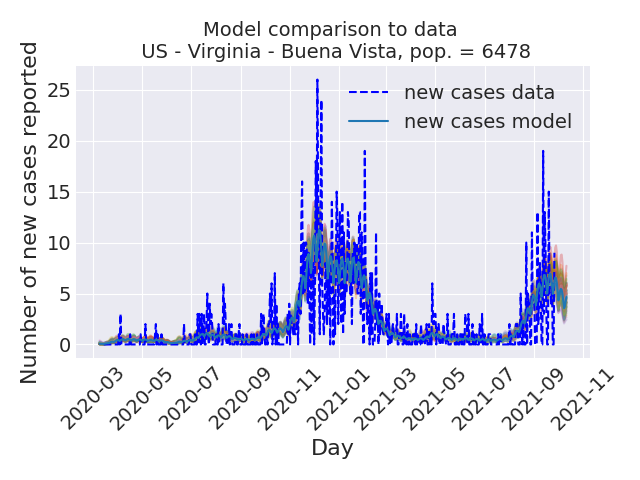 Model comparison to data
US - Virginia - Buena Vista, pop. = 6478
Number of new cases reported
25
20
15
10
5
0
new cases data
new cases model
2020-03
2020-05
2020-07
2020-09
2020-11
2021-01
2021-03
2021-05
2021-07
2021-09
2021-11
Day